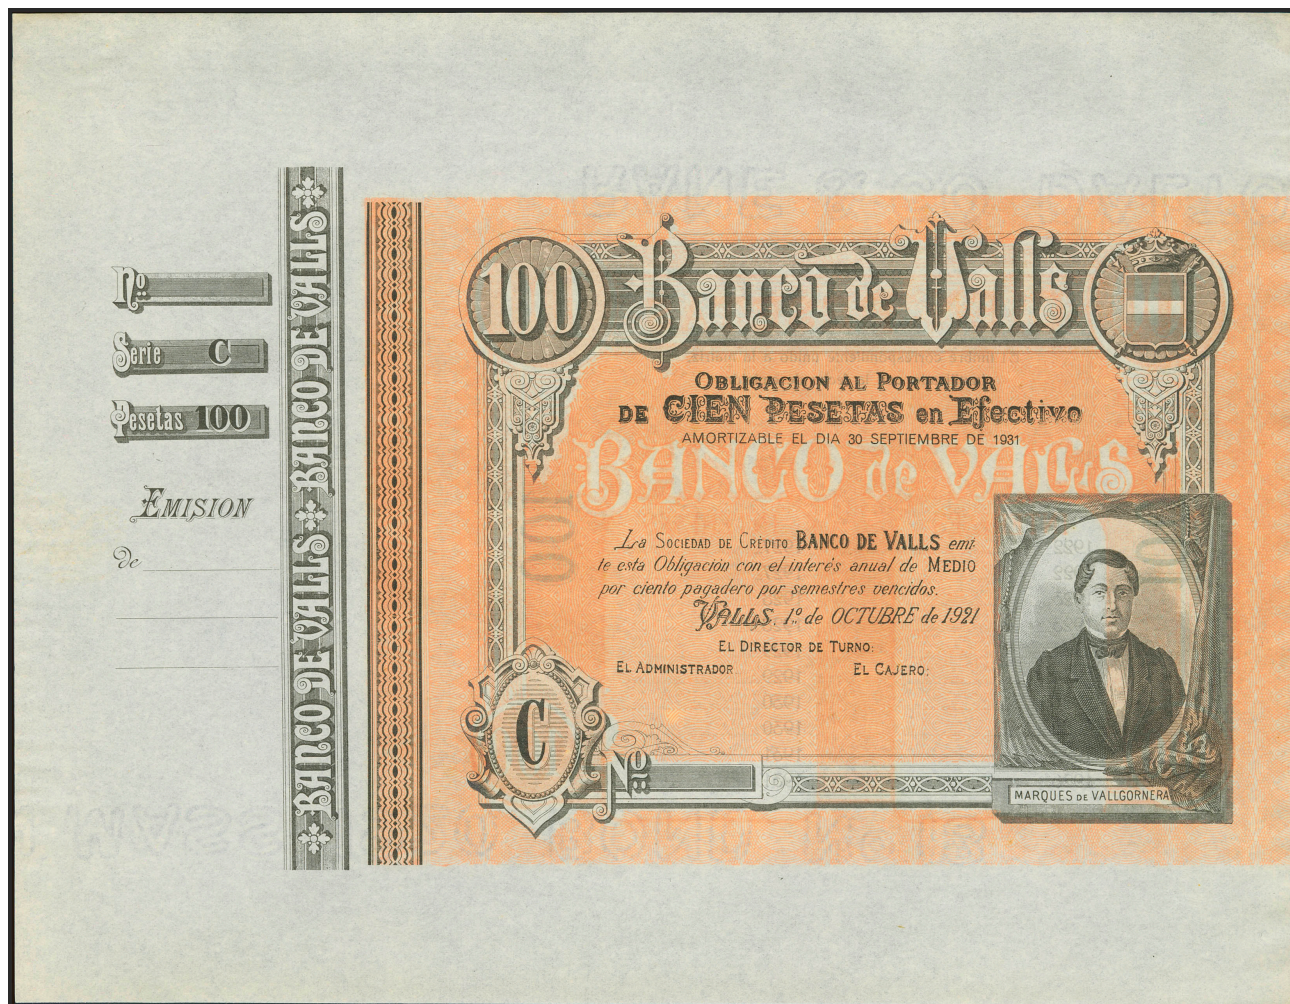 Nº
Serie C
Pesetas 100
EMISION
de
BANCO DE VALLS BANCO DE VALLS
100 Banco de Valls
OBLIGACION AL PORTADOR
DE CIEN PESETAS en Efectivo
AMORTIZABLE EL DIA 30 SEPTIEMBRE DE 1931
BANCO de VALLS
La SOCIEDAD DE CRÉDITO BANCO DE VALLS emi-
te esta Obligación con el interés anual de MEDIO
por ciento pagadero por semestres vencidos.
VALLS, 1º de OCTUBRE de 1921
EL DIRECTOR DE TURNO:
EL ADMINISTRADOR EL CAJERO:
C
Nº
MARQUES DE VALLGORNERA